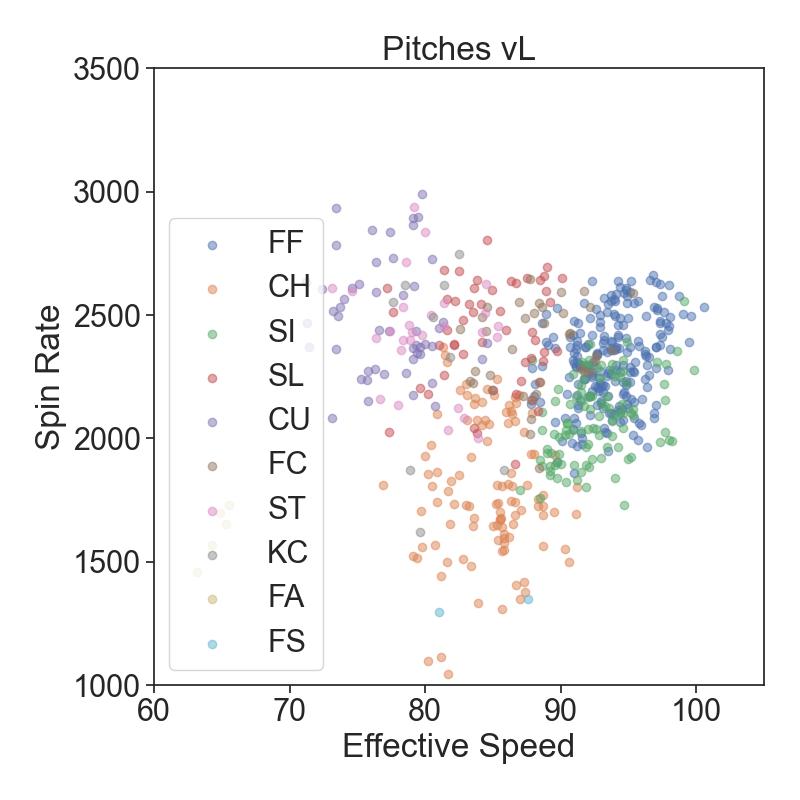 Pitches vL
3500
3000
2500
2000
1500
1000
Spin Rate
FF
CH
SI
SL
CU
FC
ST
KC
FA
FS
60 70 80 90 100
Effective Speed